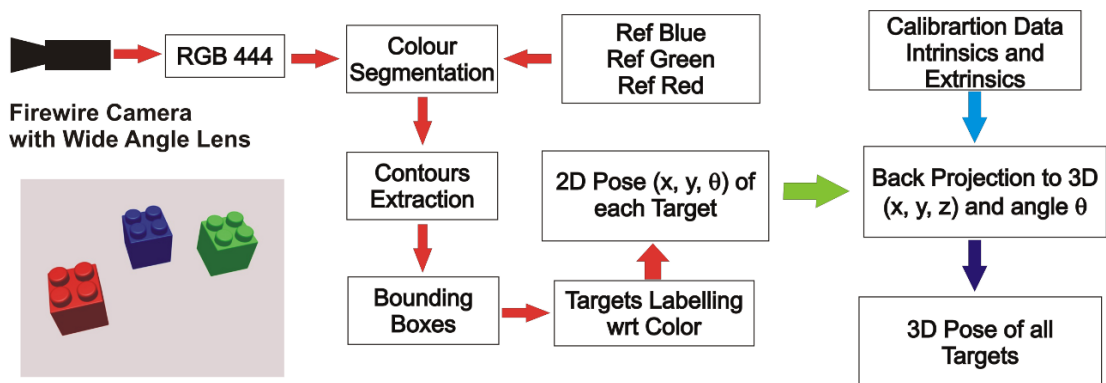 RGB 444
Colour
Segmentation
Ref Blue
Ref Green
Ref Red
Calibrartion Data
Intrinsics and
Extrinsics
Firewire Camera
with Wide Angle Lens
Contours
Extraction
2D Pose (x, y, θ) of
each Target
Back Projection to 3D
(x, y, z) and angle θ
Bounding
Boxes
Targets Labelling
wrt Color
3D Pose of all
Targets